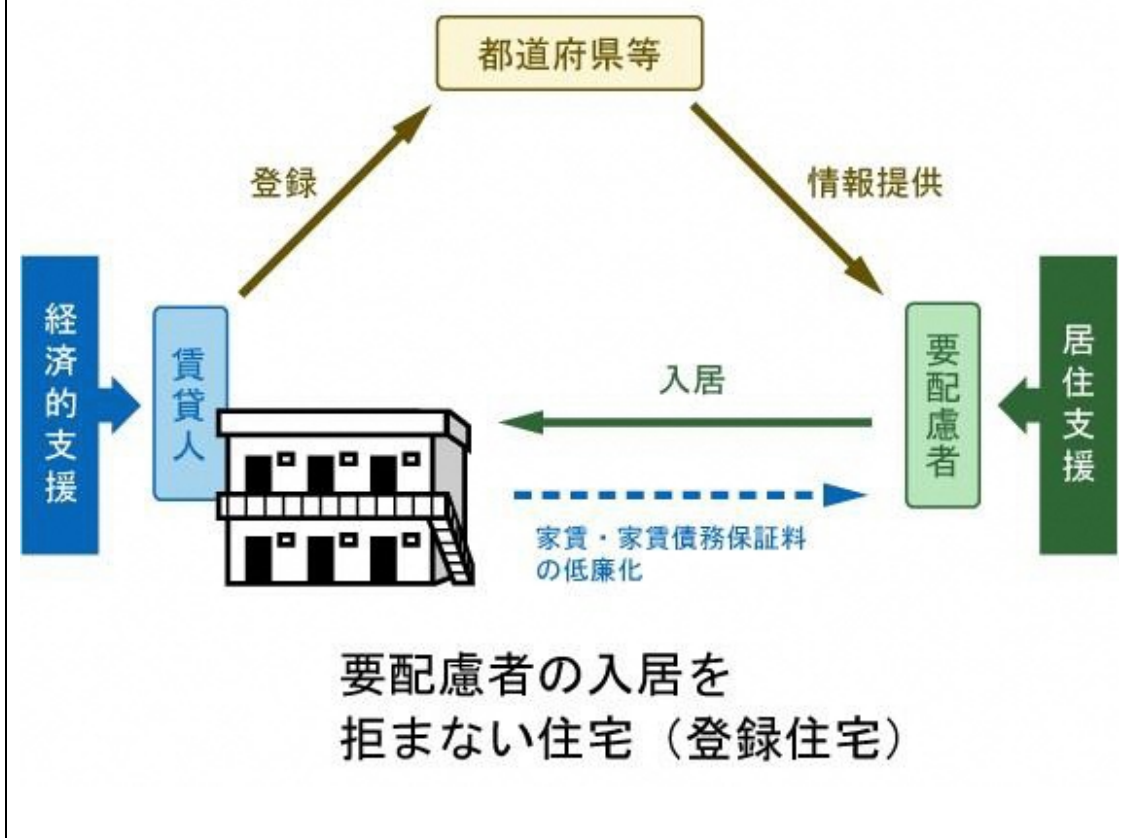 都道府県等
登録
情報提供
経済的支援
賃貸人
入居
要配慮者
居住支援
家賃・家賃債務保証料
の低廉化
要配慮者の入居を
拒まない住宅（登録住宅）